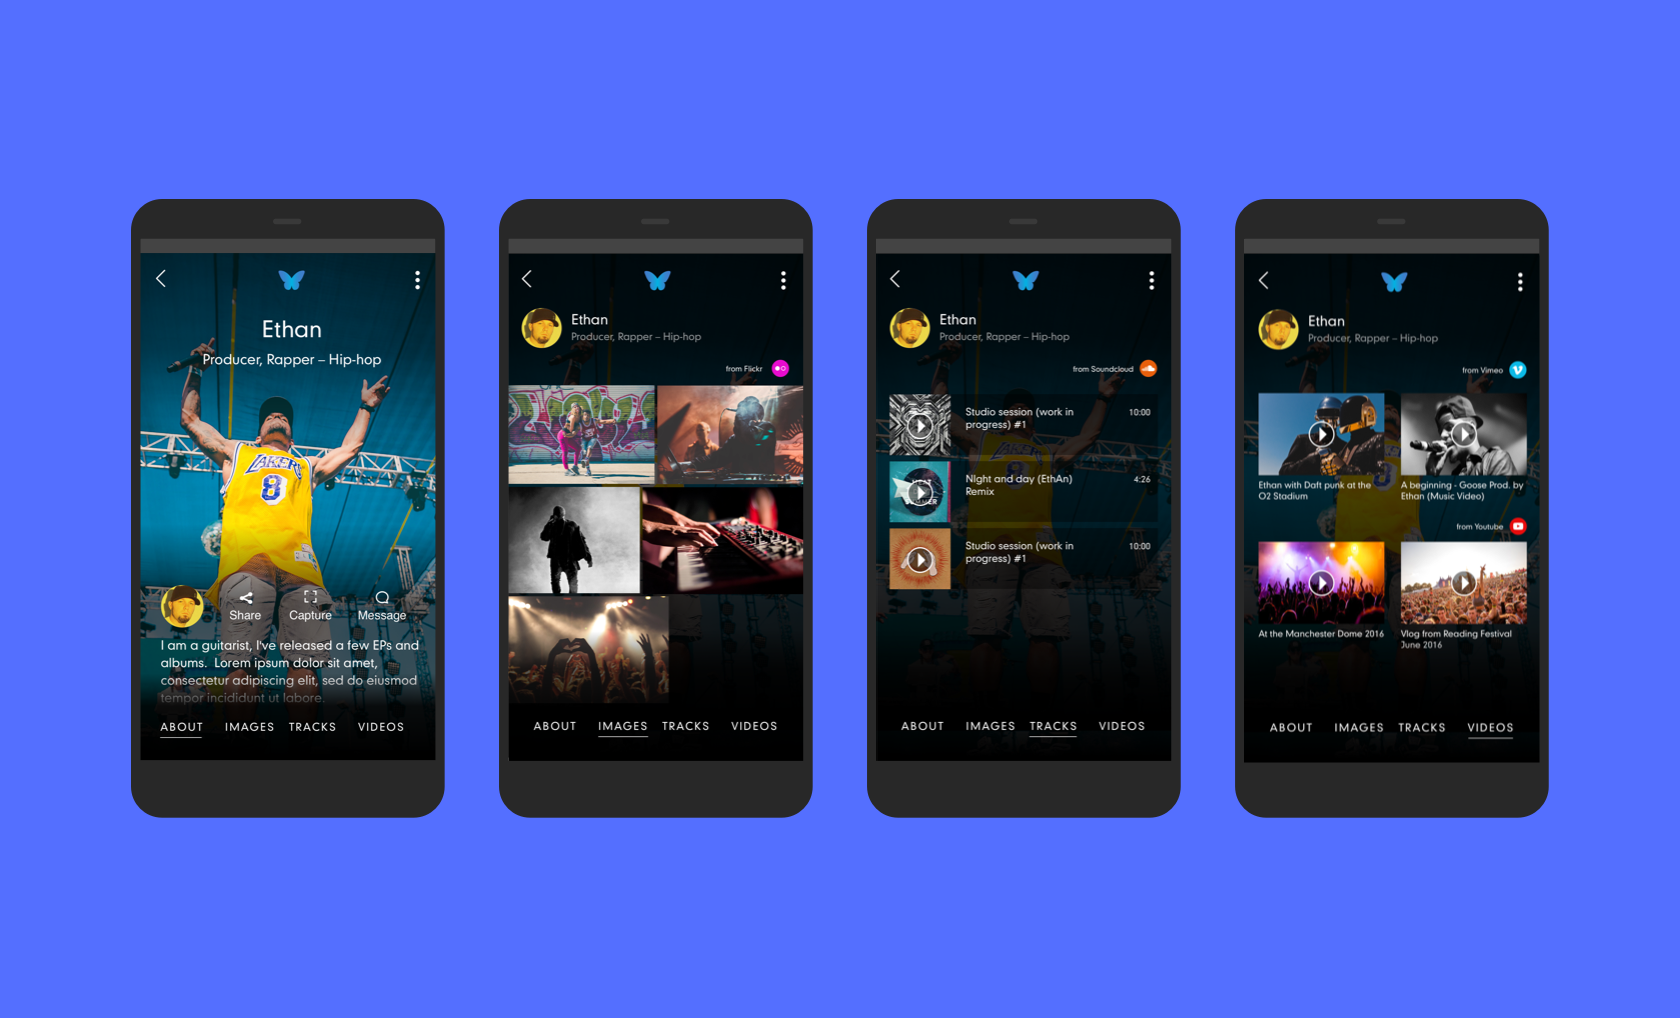 Ethan
Producer, Rapper – Hip-hop
LAKERS
8
Share
Capture
Message
I am a guitarist, I've released a few EPs and
albums. Lorem ipsum dolor sit amet,
consectetur adipiscing elit, sed do eiusmod
tempor incididunt ut labore.
ABOUT
IMAGES
TRACKS
VIDEOS
Ethan
Producer, Rapper – Hip-hop
from Flickr
ABOUT
IMAGES
TRACKS
VIDEOS
Ethan
Producer, Rapper – Hip-hop
from Soundcloud
Studio session (work in
progress) #1
10:00
NIght and day (EthAn)
Remix
4:26
Studio session (work in
progress) #1
10:00
8
ABOUT
IMAGES
TRACKS
VIDEOS
Ethan
Producer, Rapper – Hip-hop
from Vimeo
Ethan with Daft punk at the
O2 Stadium
A beginning - Goose Prod. by
Ethan (Music Video)
from Youtube
At the Manchester Dome 2016
Vlog from Reading Festival
June 2016
ABOUT
IMAGES
TRACKS
VIDEOS